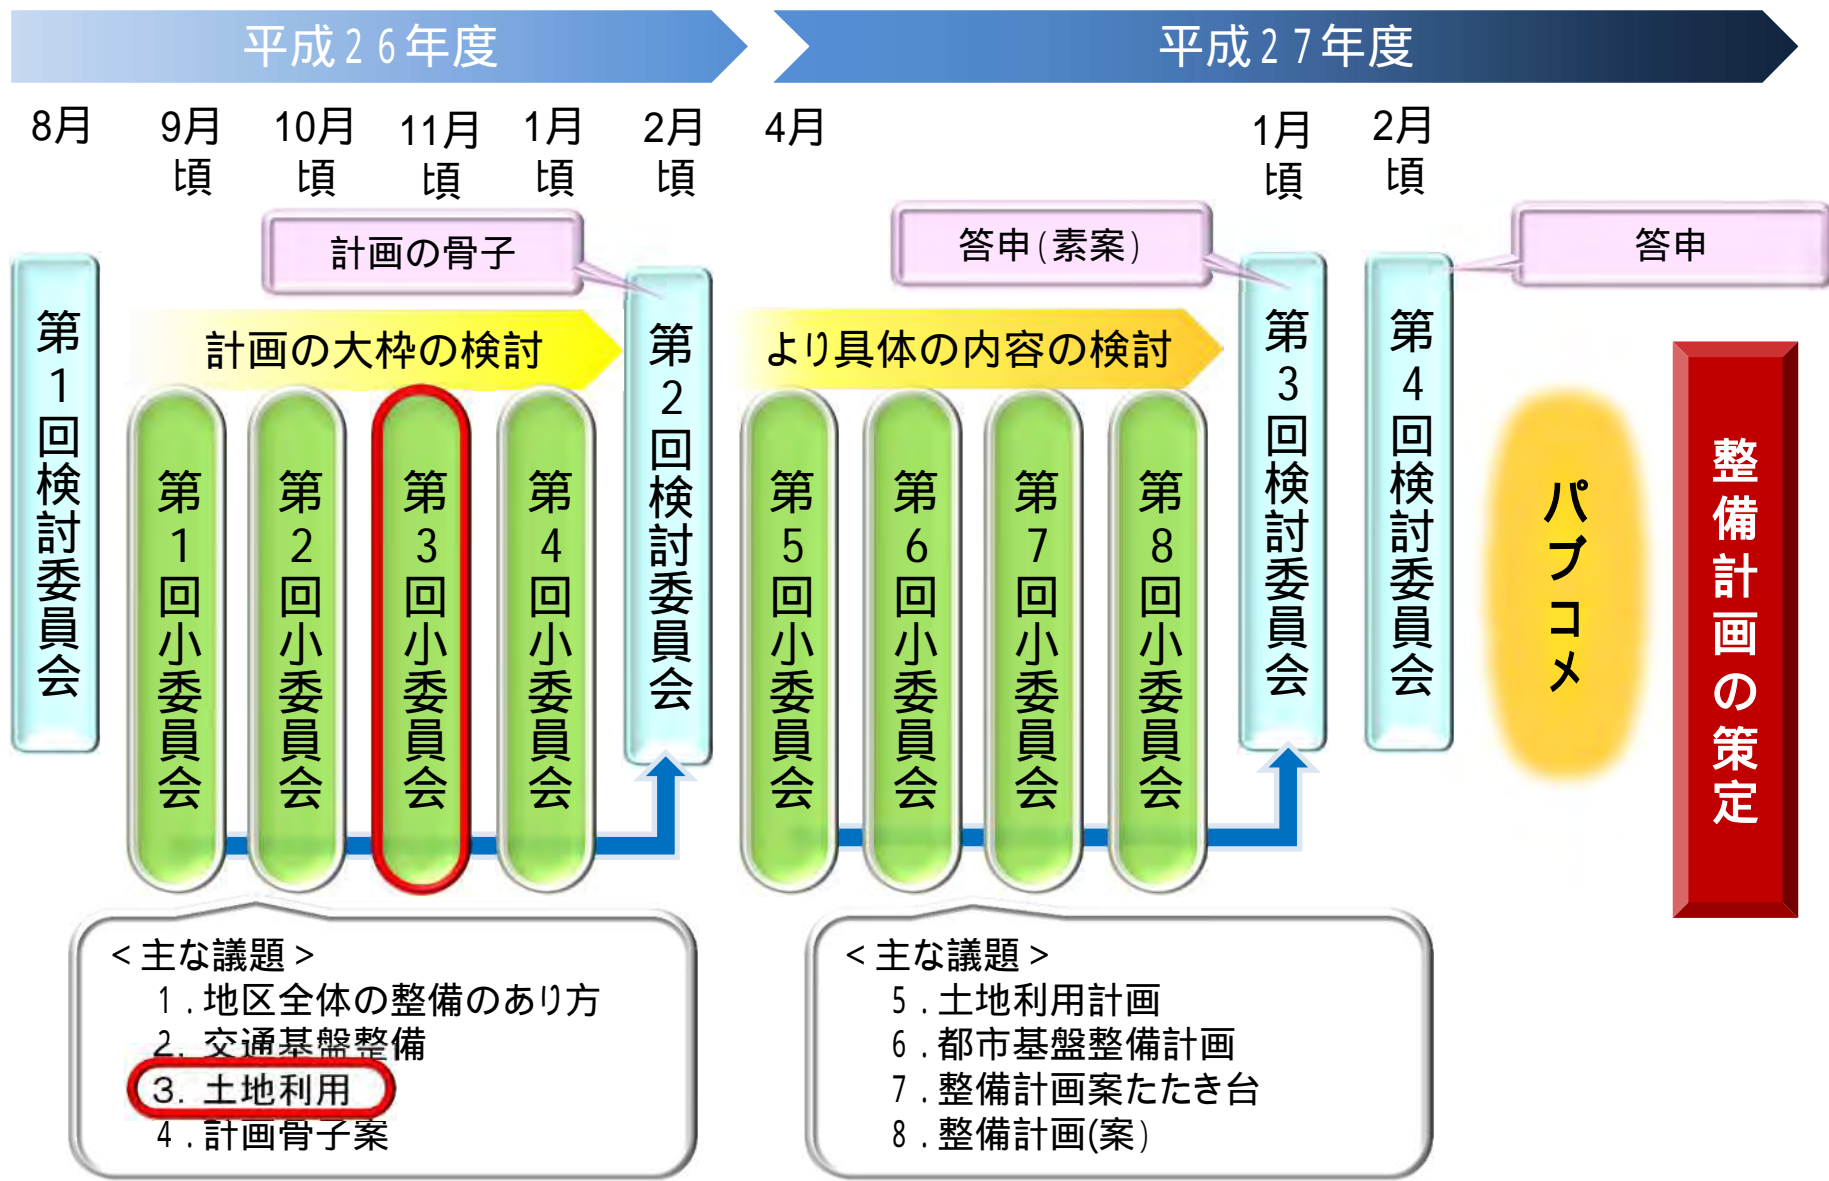 平成26年度
平成27年度
8月
9月頃
10月頃
11月頃
1月頃
2月頃
4月
1月頃
2月頃
計画の骨子
答申(素案)
答申
計画の大枠の検討
より具体の内容の検討
第1回検討委員会
第1回小委員会
第2回小委員会
第3回小委員会
第4回小委員会
第2回検討委員会
第5回小委員会
第6回小委員会
第7回小委員会
第8回小委員会
第3回検討委員会
第4回検討委員会
パブコメ
整備計画の策定
<主な議題>
1.地区全体の整備のあり方
2.交通基盤整備
3.土地利用
4.計画骨子案
<主な議題>
5.土地利用計画
6.都市基盤整備計画
7.整備計画案たたき台
8.整備計画(案)